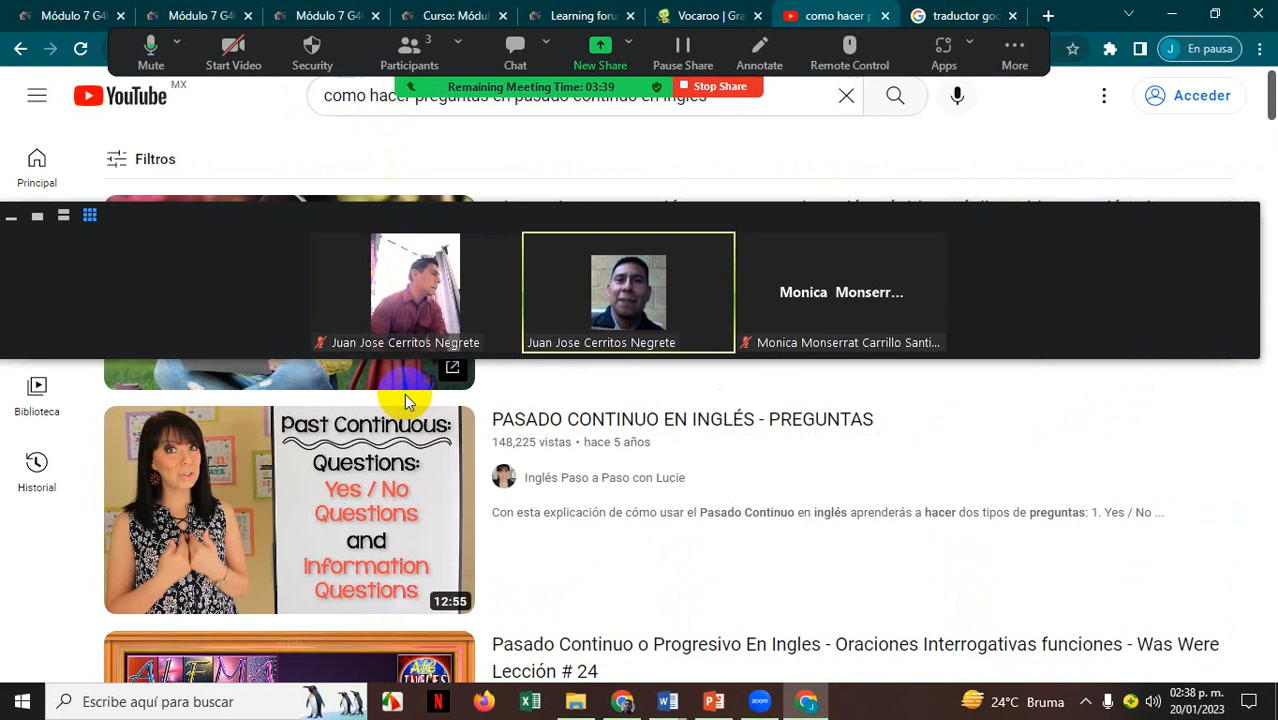 Módulo 7 G4
Módulo 7 G4
Módulo 7 G4
Curso: Módul
Learning foru
Vocaroo | Gra
como hacer p
traductor goo
Mute
Start Video
Security
Participants
3
Chat
New Share
Pause Share
Annotate
Remote Control
Apps
More
En pausa
J
Remaining Meeting Time: 03:39
Stop Share
YouTube MX
como hacer preguntas en pasado continuo en ingles
Acceder
Principal
Filtros
Juan Jose Cerritos Negrete
Juan Jose Cerritos Negrete
Monica Monserr...
Monica Monserrat Carrillo Santi...
Biblioteca
Historial
Past Continuous:
Questions:
Yes / No
Questions
and
Information
Questions
12:55
PASADO CONTINUO EN INGLÉS - PREGUNTAS
148,225 vistas • hace 5 años
Inglés Paso a Paso con Lucie
Con esta explicación de cómo usar el Pasado Continuo en inglés aprenderás a hacer dos tipos de preguntas: 1. Yes / No ...
Pasado Continuo o Progresivo En Ingles - Oraciones Interrogativas funciones - Was Were
Lección # 24
Escribe aquí para buscar
24°C Bruma
02:38 p. m.
20/01/2023